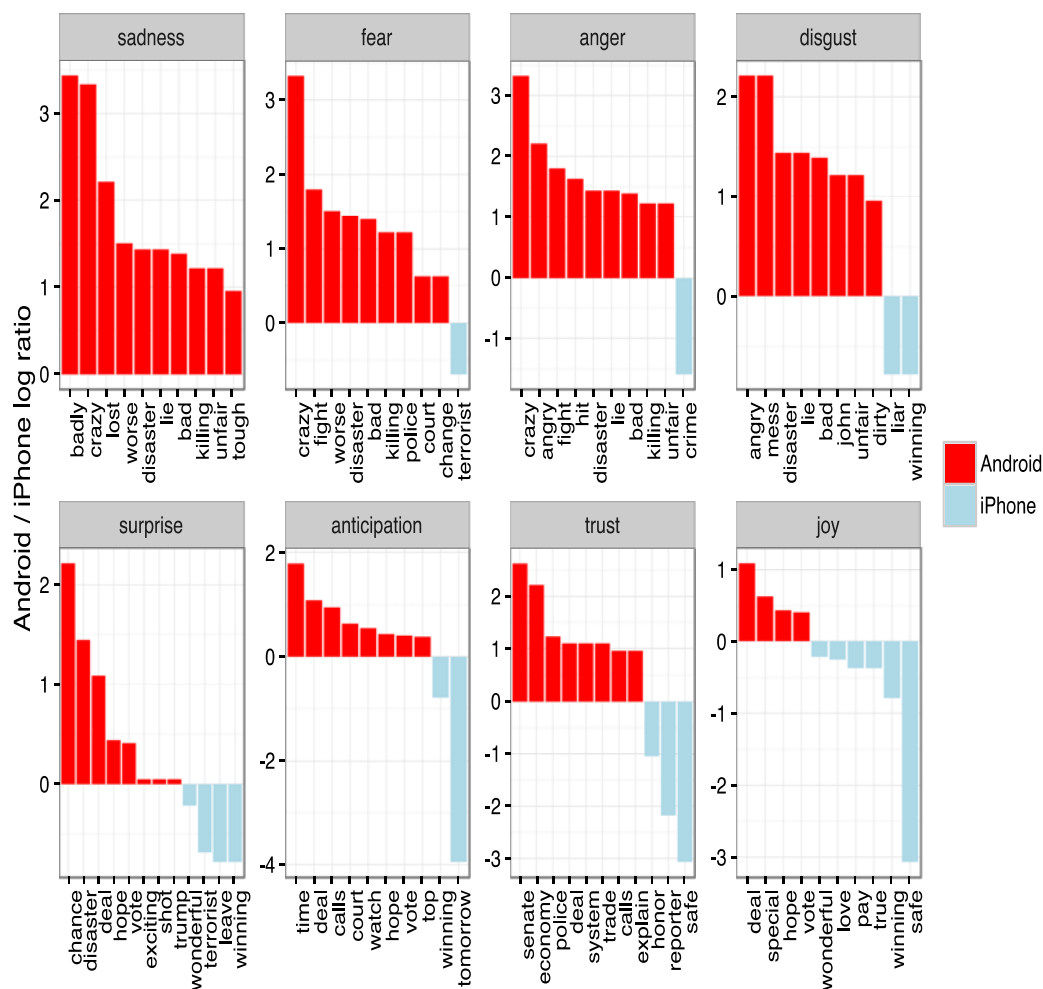 sadness
fear
anger
disgust
3
2
1
0
3
2
1
0
3
2
1
0
-1
2
1
0
badly
crazy
lost
worse
disaster
lie
bad
killing
unfair
tough
crazy
fight
worse
disaster
bad
killing
police
court
change
terrorist
crazy
angry
fight
hit
disaster
lie
bad
killing
unfair
crime
angry
mess
disaster
lie
bad
john
unfair
dirty
liar
winning
Android / iPhone log ratio
Android
iPhone
surprise
anticipation
trust
joy
2
1
0
2
0
-2
-4
2
1
0
-1
-2
-3
1
0
-1
-2
-3
chance
disaster
deal
hope
vote
exciting
shot
trump
wonderful
terrorist
leave
winning
time
deal
calls
court
watch
hope
vote
top
winning
tomorrow
senate
economy
police
deal
system
trade
calls
explain
honor
reporter
safe
deal
special
hope
vote
wonderful
love
pay
true
winning
safe